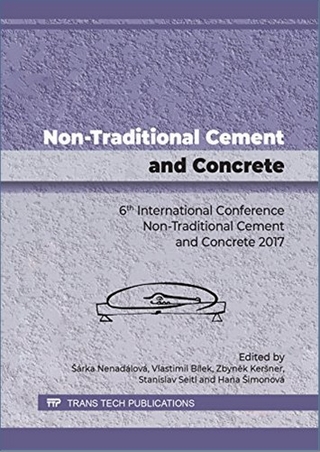 Non-Traditional Cement
and Concrete
6th International Conference
Non-Traditional Cement
and Concrete 2017
Edited by
Šárka Nenadálová, Vlastimil Bílek, Zbyněk Keršner,
Stanislav Seitl and Hana Šimonová
TTP TRANS TECH PUBLICATIONS